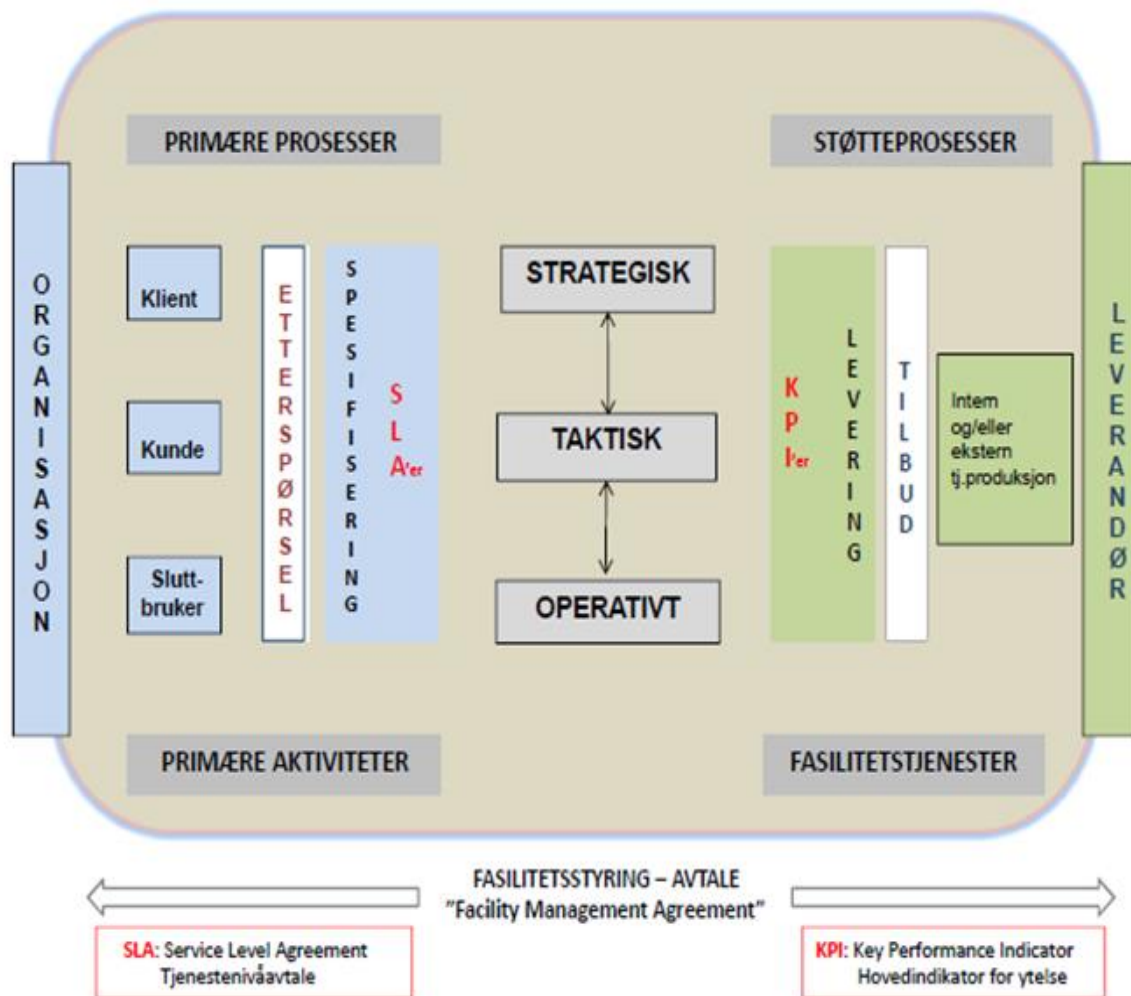 PRIMÆRE PROSESSER
STØTTEPROSESSER
ORGANISASJON
Klient
Kunde
Slutt-
bruker
ETTERSPØRSEL
SPESIFISERING
SLA'er
STRATEGISK
TAKTISK
OPERATIVT
KPI'er
LEVERING
TILBUD
Intern
og/eller
ekstern
tj.produksjon
LEVERANDØR
PRIMÆRE AKTIVITETER
FASILITETSTJENESTER
FASILITETSSTYRING – AVTALE
"Facility Management Agreement"
SLA: Service Level Agreement
Tjenestenivåavtale
KPI: Key Performance Indicator
Hovedindikator for ytelse